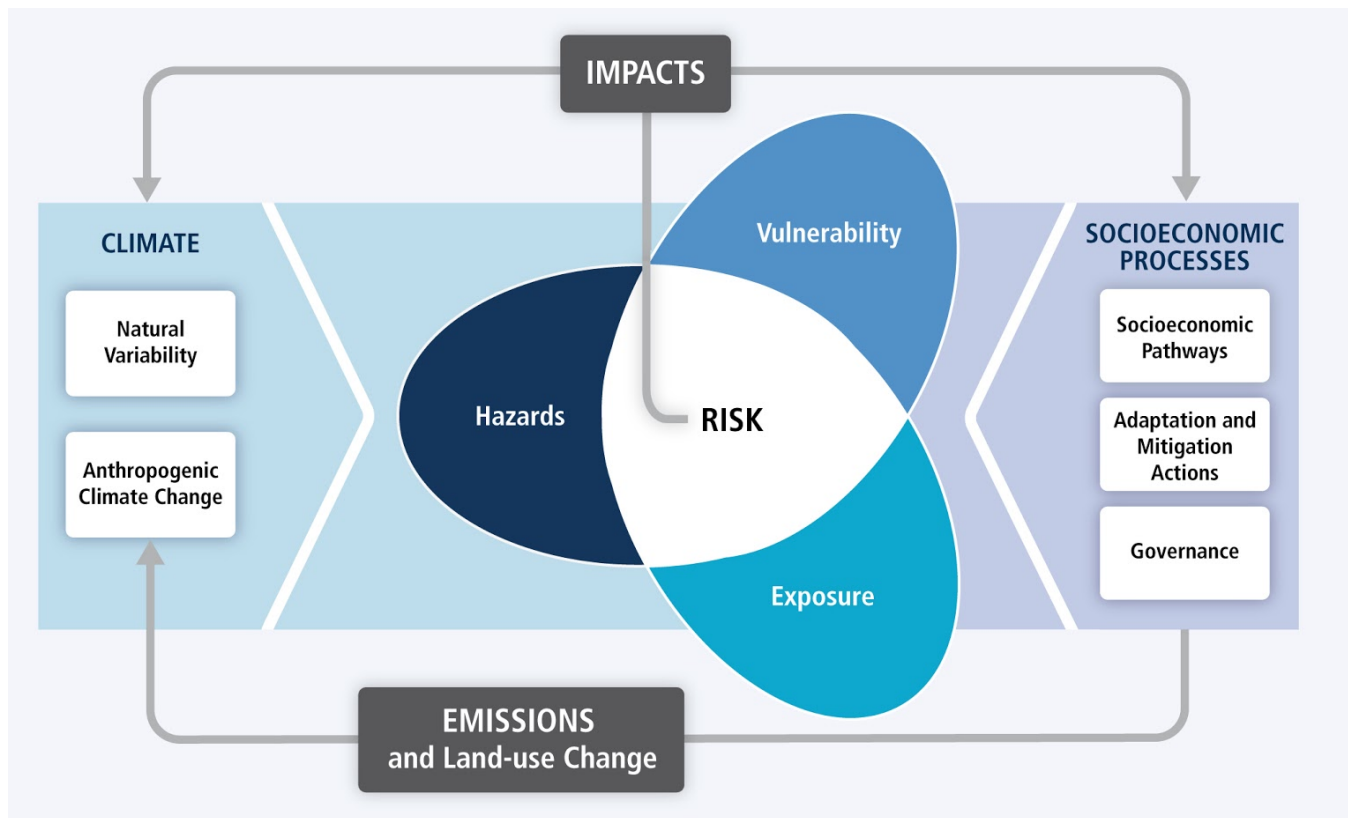 IMPACTS
CLIMATE
Natural
Variability
Anthropogenic
Climate Change
Vulnerability
Hazards
RISK
Exposure
SOCIOECONOMIC
PROCESSES
Socioeconomic
Pathways
Adaptation and
Mitigation
Actions
Governance
EMISSIONS
and Land-use Change